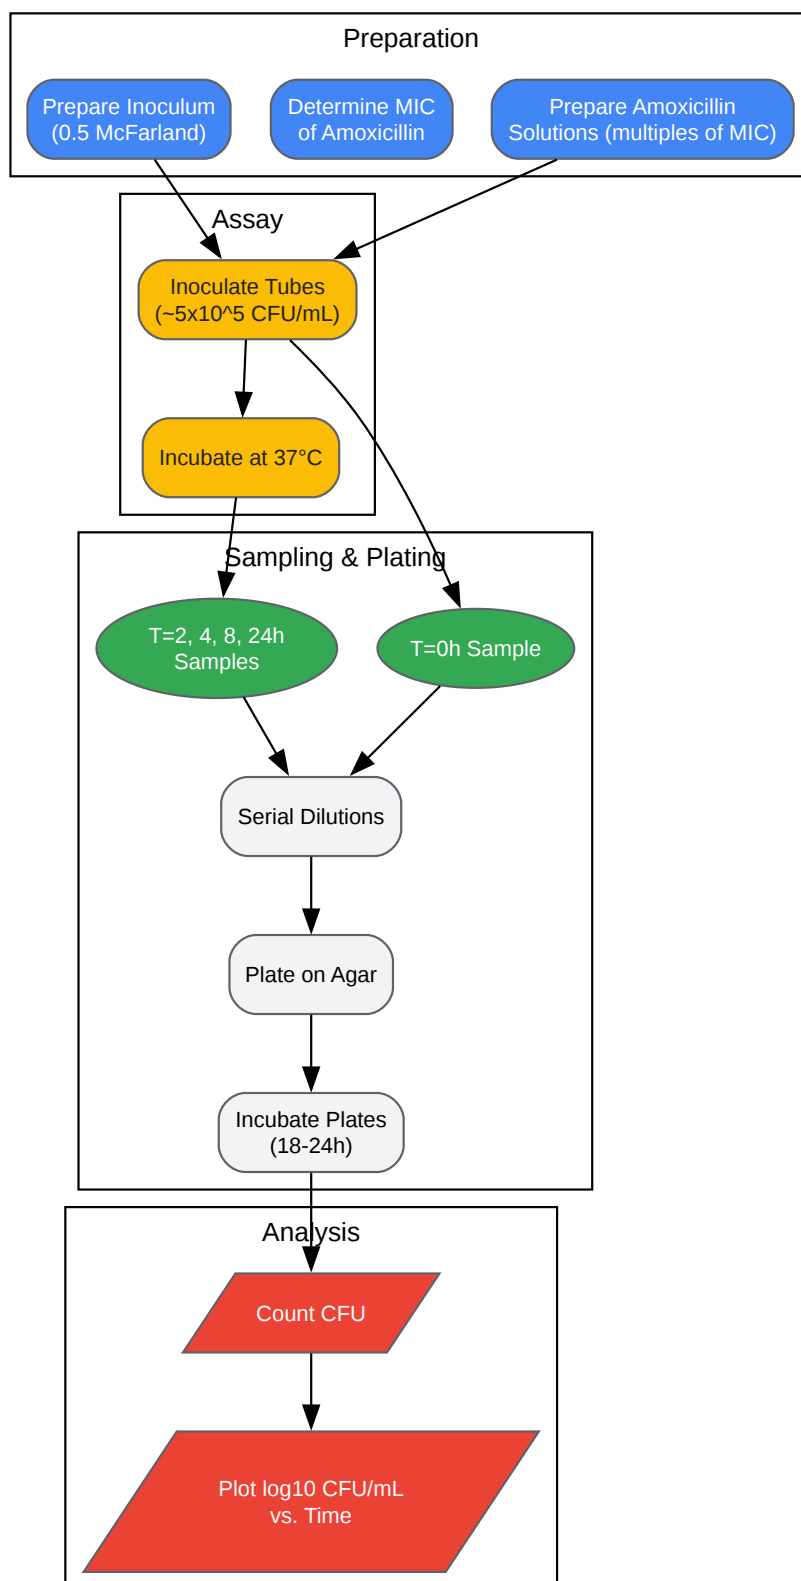 Preparation
Prepare Inoculum
(0.5 McFarland)
Determine MIC
of Amoxicillin
Prepare Amoxicillin
Solutions (multiples of MIC)
Assay
Inoculate Tubes
(~5x10^5 CFU/mL)
Incubate at 37°C
Sampling & Plating
T=2, 4, 8, 24h
Samples
T=0h Sample
Serial Dilutions
Plate on Agar
Incubate Plates
(18-24h)
Analysis
Count CFU
Plot log10 CFU/mL
vs. Time